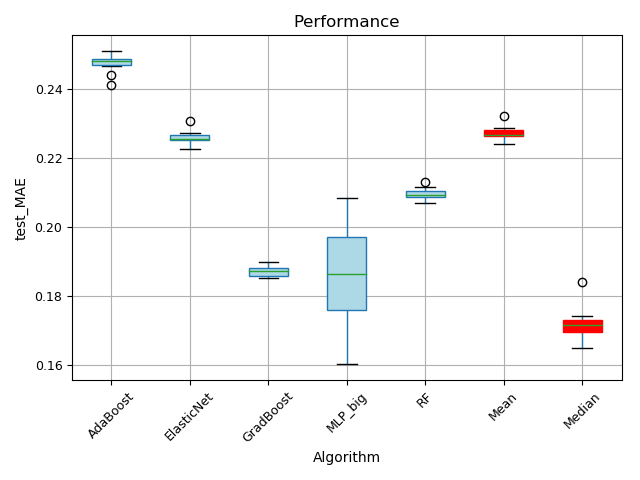 Performance
test_MAE
0.24
0.22
0.20
0.18
0.16
AdaBoost
ElasticNet
GradBoost
MLP_big
RF
Mean
Median
Algorithm